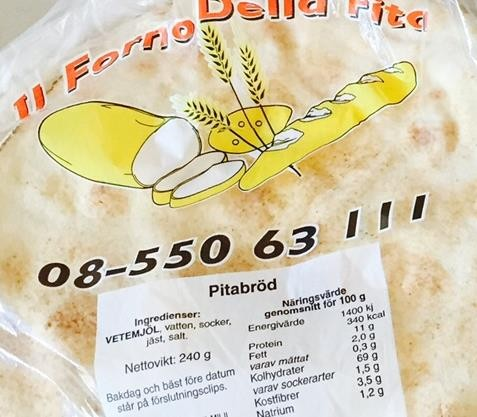 Il Forno Della Pita
08-550 63 111
Pitabröd
Ingredienser:
VETEMJÖL, vatten, socker,
jäst, salt.
Nettovikt: 240 g
Bakdag och bäst före datum
står på förslutningsclips.
Näringsvärde
genomsnitt för 100 g
Energivärde 1400 kj
340 kcal
Protein 11 g
Fett 2,0 g
varav mättat 0,3 g
Kolhydrater 69 g
varav sockerarter 1,5 g
Kostfibrer 3,5 g
Natrium 1,2 g